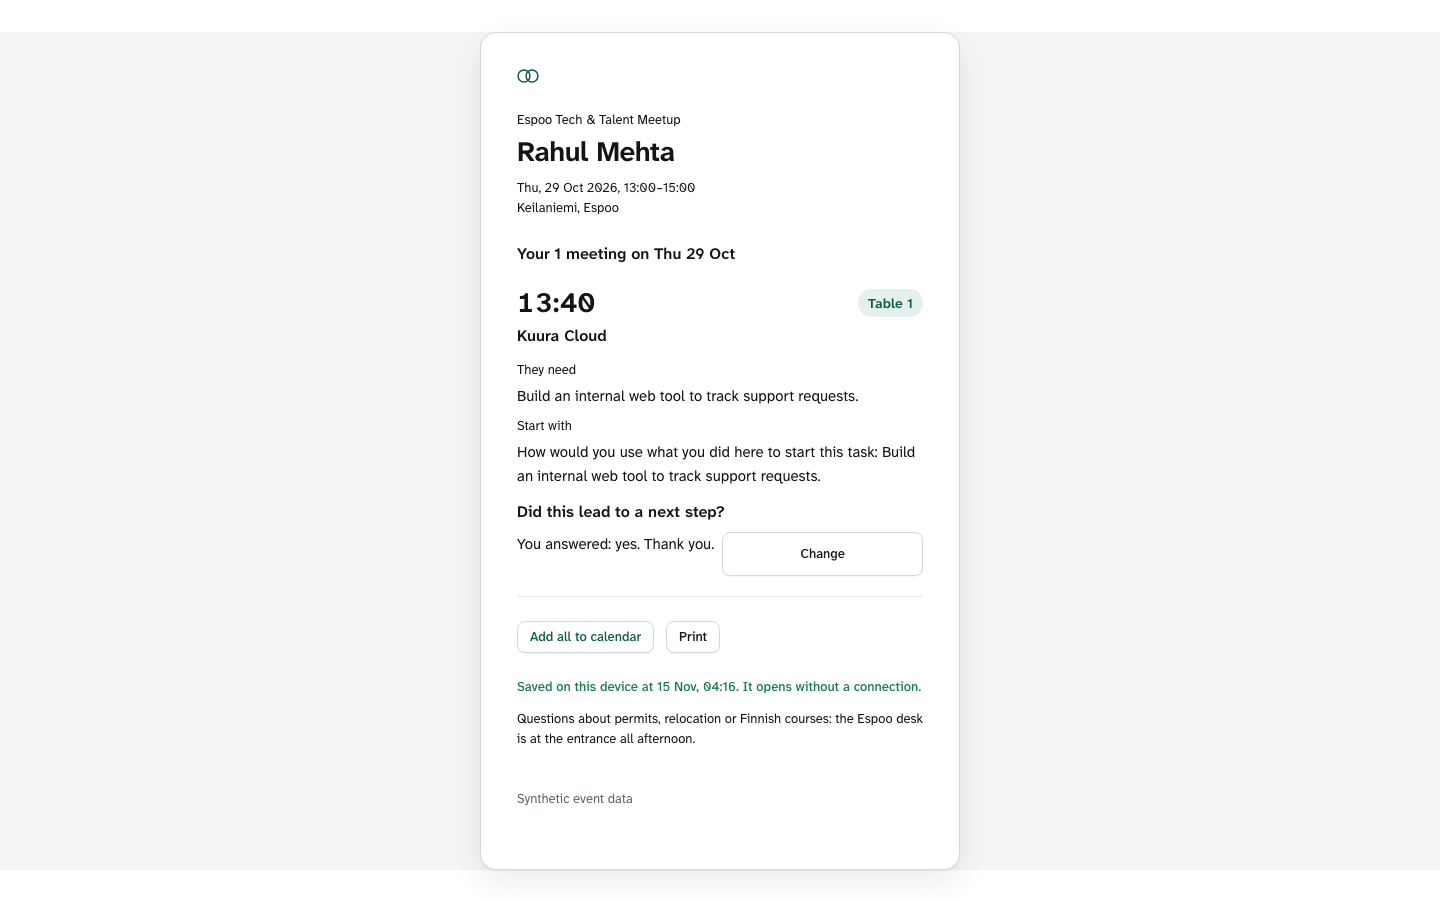 Espoo Tech & Talent Meetup
Rahul Mehta
Thu, 29 Oct 2026, 13:00–15:00
Keilaniemi, Espoo
Your 1 meeting on Thu 29 Oct
13:40
Table 1
Kuura Cloud
They need
Build an internal web tool to track support requests.
Start with
How would you use what you did here to start this task: Build
an internal web tool to track support requests.
Did this lead to a next step?
You answered: yes. Thank you.
Change
Add all to calendar
Print
Saved on this device at 15 Nov, 04:16. It opens without a connection.
Questions about permits, relocation or Finnish courses: the Espoo desk
is at the entrance all afternoon.
Synthetic event data